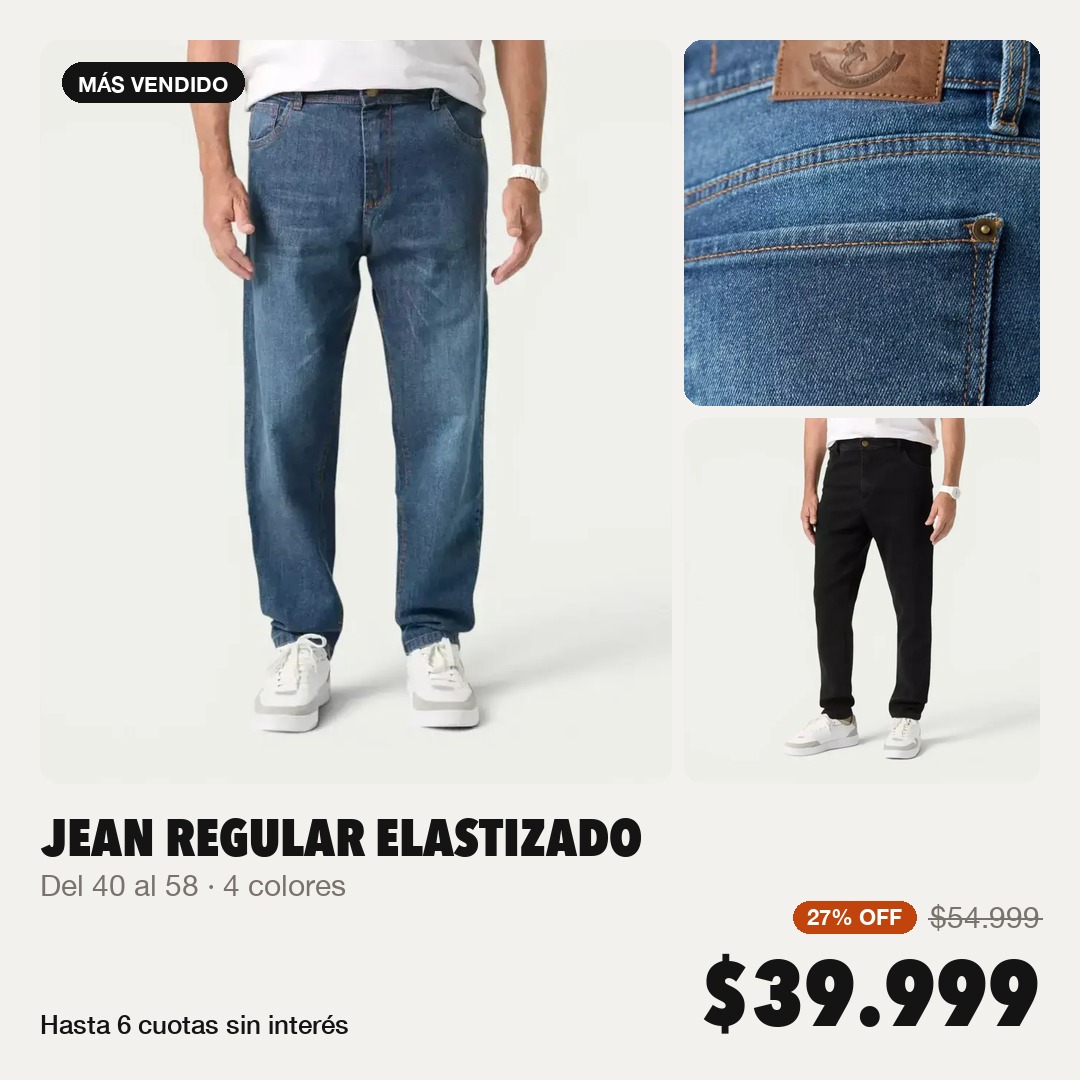 MÁS VENDIDO
JEAN REGULAR ELASTIZADO
Del 40 al 58 · 4 colores
27% OFF $54.999
$39.999
Hasta 6 cuotas sin interés